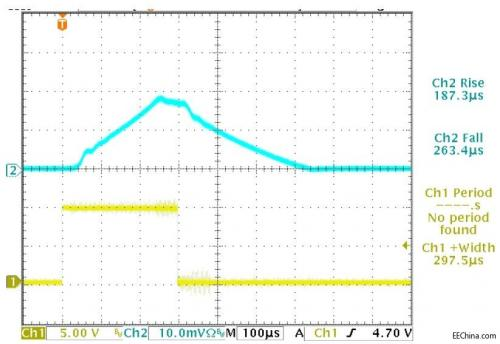 T
Ch2 Rise
187.3µs
Ch2 Fall
263.4µs
2
Ch1 Period
----.s
No period
found
Ch1 +Width
297.5µs
1
Ch1 5.00 V Ch2 10.0mVΩ M 100µs A Ch1 4.70 V
EEChina.com